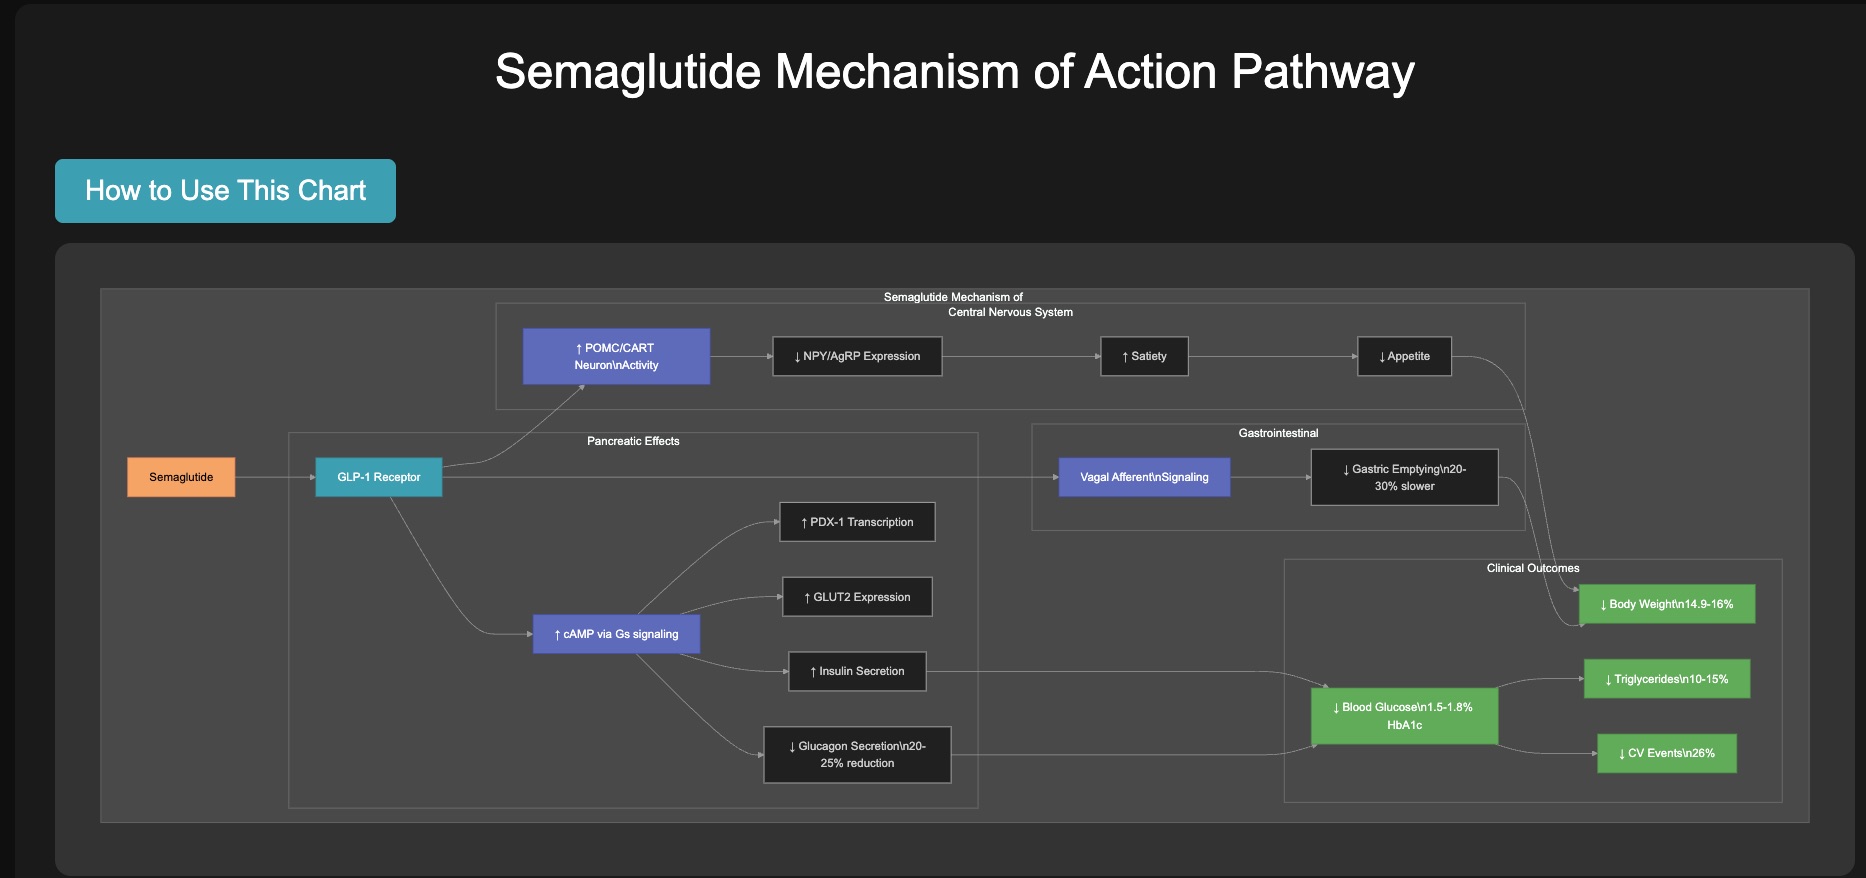 Semaglutide Mechanism of Action Pathway
How to Use This Chart
Semaglutide Mechanism of
Central Nervous System
↑ POMC/CART
Neuron\nActivity
↓ NPY/AgRP Expression
↑ Satiety
↓ Appetite
Pancreatic Effects
Gastrointestinal
Semaglutide
GLP-1 Receptor
Vagal Afferent\nSignaling
↓ Gastric Emptying\n20-
30% slower
↑ PDX-1 Transcription
↑ GLUT2 Expression
↑ cAMP via Gs signaling
↑ Insulin Secretion
↓ Glucagon Secretion\n20-
25% reduction
Clinical Outcomes
↓ Body Weight\n14.9-16%
↓ Blood Glucose\n1.5-1.8%
HbA1c
↓ Triglycerides\n10-15%
↓ CV Events\n26%